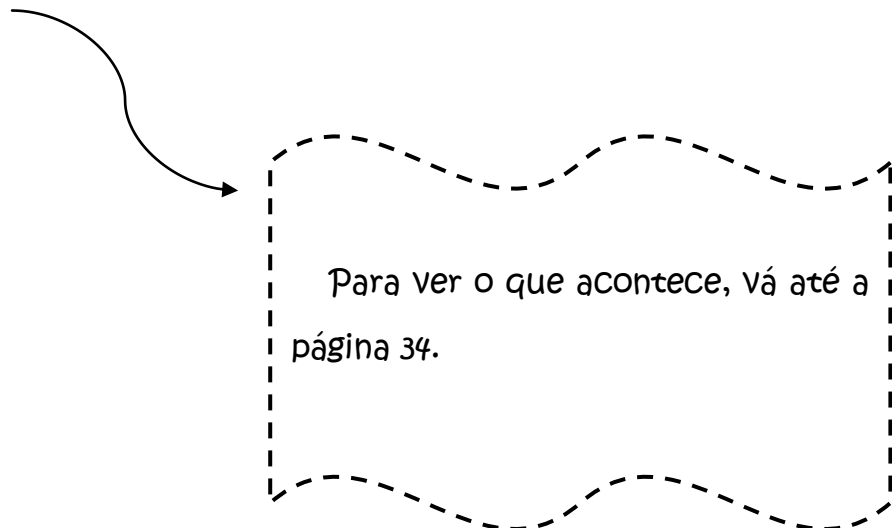 Para ver o que acontece, vá até a
página 34.